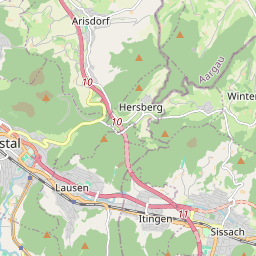 Arisdorf
10
Aargau
Hersberg
Winter
10
stal
Lausen
Itingen
11
Sissach